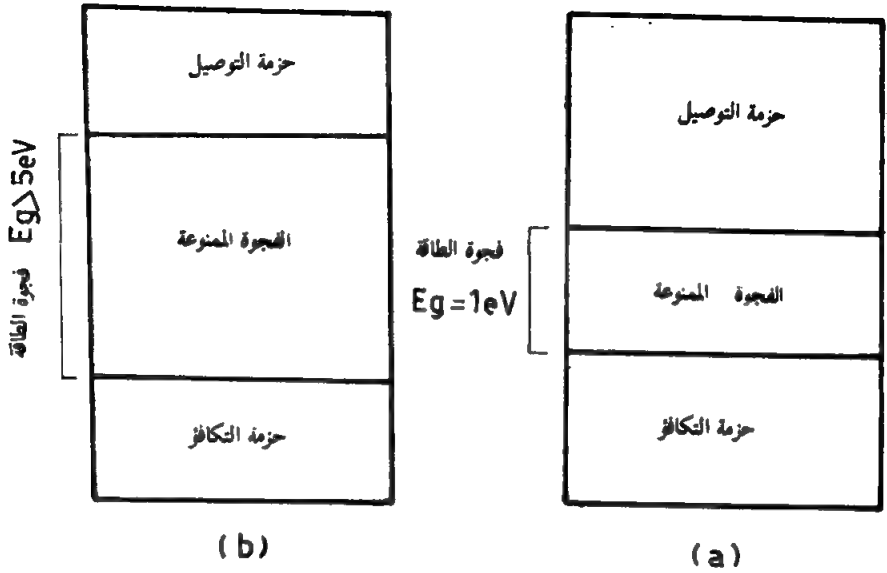 حزمة التوصيل
الفجوة الممنوعة
حزمة التكافؤ
فجوة الطاقة
Eg=1eV
(a)
حزمة التوصيل
الفجوة الممنوعة
حزمة التكافؤ
فجوة الطاقة Eg>5eV
(b)